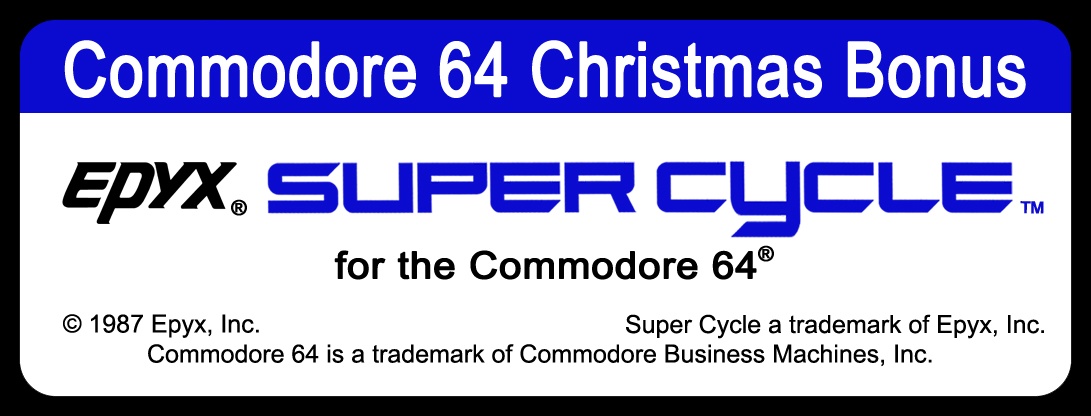 Commodore 64 Christmas Bonus
EPYX® SUPER CYCLE™
for the Commodore 64®
© 1987 Epyx, Inc. Super Cycle a trademark of Epyx, Inc.
Commodore 64 is a trademark of Commodore Business Machines, Inc.